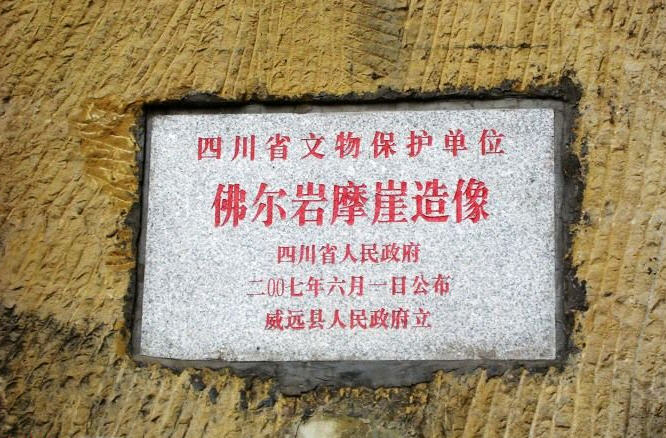 四川省文物保护单位
佛尔岩摩崖造像
四川省人民政府
二00七年六月一日公布
威远县人民政府立